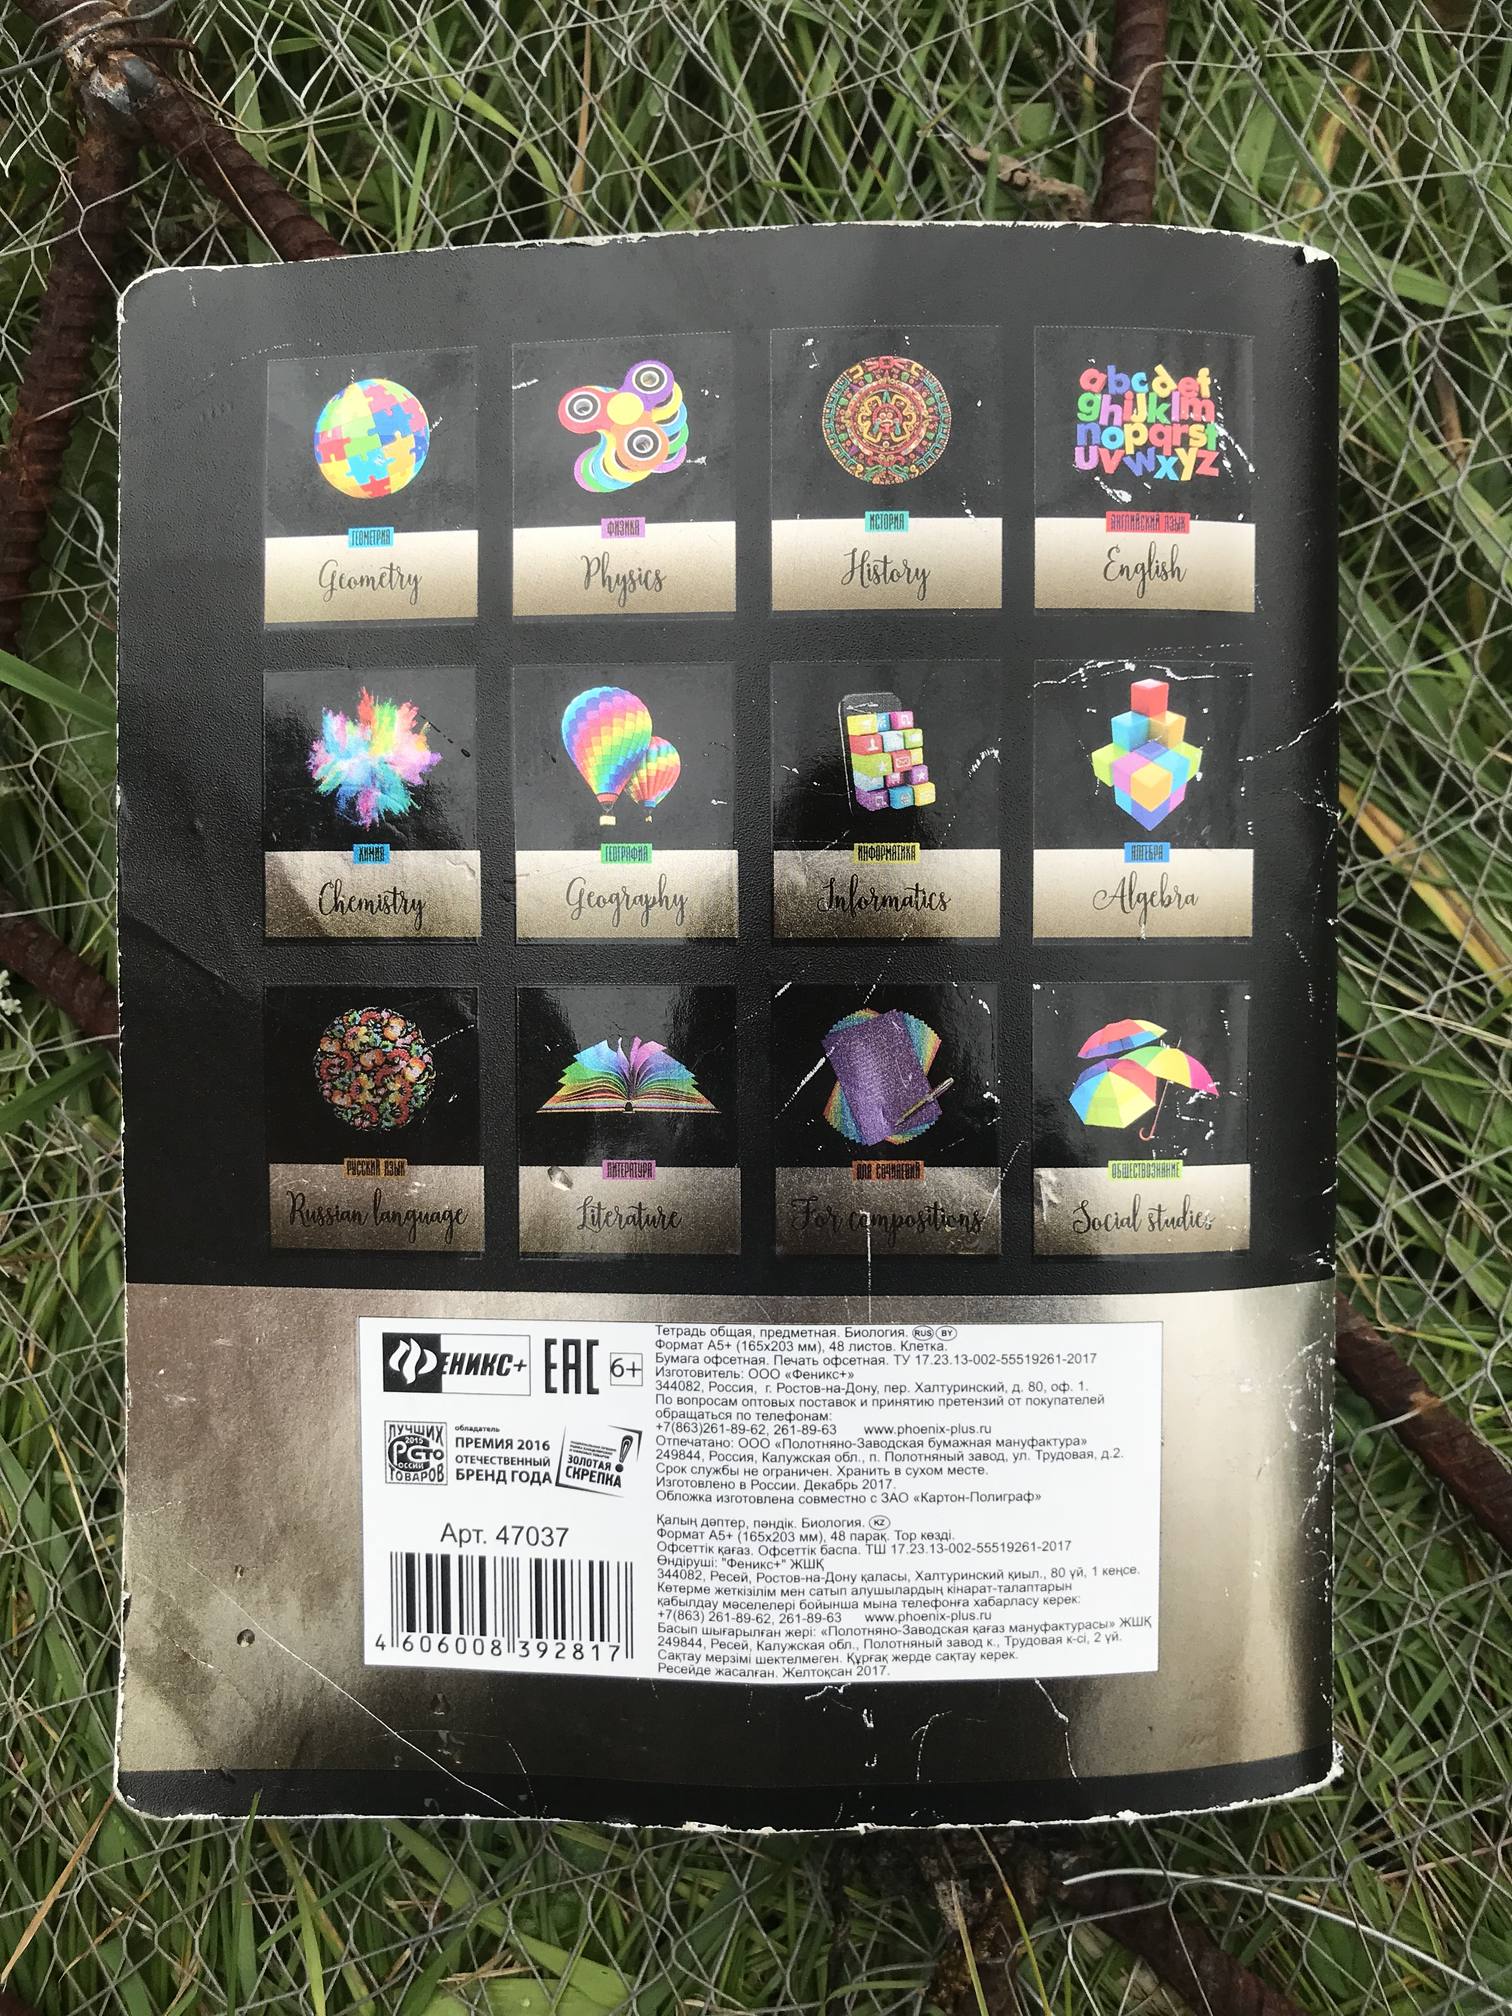 abcdef
ghijklm
nopqrst
uvwxyz
ГЕОМЕТРИЯ
Geometry
ФИЗИКА
Physics
ИСТОРИЯ
History
АНГЛИЙСКИЙ ЯЗЫК
English
ХИМИЯ
Chemistry
ГЕОГРАФИЯ
Geography
ИНФОРМАТИКА
Informatics
АЛГЕБРА
Algebra
РУССКИЙ ЯЗЫК
Russian language
ЛИТЕРАТУРА
Literature
ДЛЯ СОЧИНЕНИЙ
For compositions
ОБЩЕСТВОЗНАНИЕ
Social studies
ФЕНИКС+
ЕАС
6+
ЛУЧШИХ
2015
РОССИИ
ТОВАРОВ
обладатель
ПРЕМИЯ 2016
ОТЕЧЕСТВЕННЫЙ
БРЕНД ГОДА
ЗОЛОТАЯ
СКРЕПКА
Арт. 47037
4 606008 392817
Тетрадь общая, предметная. Биология. RUS BY
Формат А5+ (165x203 мм), 48 листов. Клетка.
Бумага офсетная. Печать офсетная. ТУ 17.23.13-002-55519261-2017
Изготовитель: ООО «Феникс+»
344082, Россия, г. Ростов-на-Дону, пер. Халтуринский, д. 80, оф. 1.
По вопросам оптовых поставок и принятию претензий от покупателей
обращаться по телефонам:
+7(863)261-89-62, 261-89-63 www.phoenix-plus.ru
Отпечатано: ООО «Полотняно-Заводская бумажная мануфактура»
249844, Россия, Калужская обл., п. Полотняный завод, ул. Трудовая, д.2.
Срок службы не ограничен. Хранить в сухом месте.
Изготовлено в России. Декабрь 2017.
Обложка изготовлена совместно с ЗАО «Картон-Полиграф»
Қалың дәптер, пәндік. Биология. KZ
Формат А5+ (165x203 мм), 48 парақ. Тор көзді.
Офсеттік қағаз. Офсеттік баспа. ТШ 17.23.13-002-55519261-2017
Өндіруші: "Феникс+" ЖШҚ
344082, Ресей, Ростов-на-Дону қаласы, Халтуринский қиыл., 80 үй, 1 кеңсе.
Көтерме жеткізілім мен сатып алушылардың кінарат-талаптарын
қабылдау мәселелері бойынша мына телефонға хабарласу керек:
+7(863) 261-89-62, 261-89-63 www.phoenix-plus.ru
Басып шығарылған жері: «Полотняно-Заводская қағаз мануфактурасы» ЖШҚ
249844, Ресей, Калужская обл., Полотняный завод к., Трудовая к-сі, 2 үй.
Сақтау мерзімі шектелмеген. Құрғақ жерде сақтау керек.
Ресейде жасалған. Желтоқсан 2017.